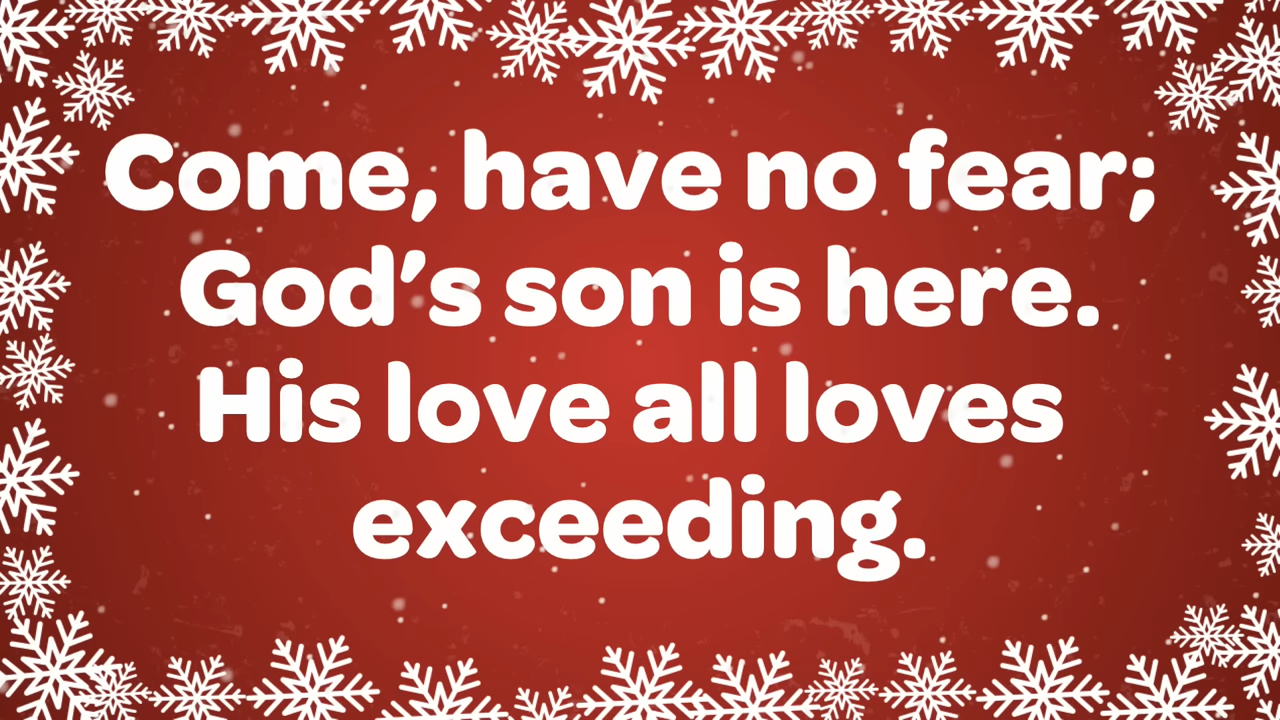 Come, have no fear;
God’s son is here.
His love all loves
exceeding.